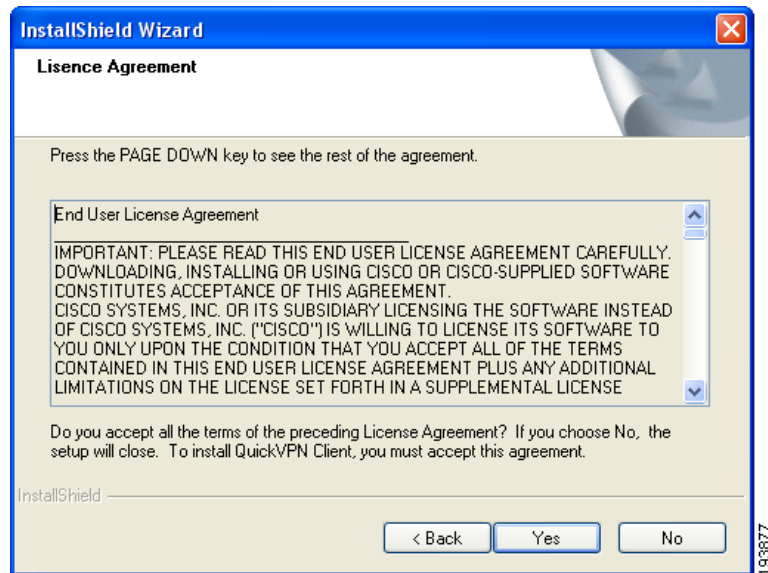 InstallShield Wizard
Lisence Agreement
Press the PAGE DOWN key to see the rest of the agreement.
End User License Agreement
IMPORTANT: PLEASE READ THIS END USER LICENSE AGREEMENT CAREFULLY.
DOWNLOADING, INSTALLING OR USING CISCO OR CISCO-SUPPLIED SOFTWARE
CONSTITUTES ACCEPTANCE OF THIS AGREEMENT.
CISCO SYSTEMS, INC. OR ITS SUBSIDIARY LICENSING THE SOFTWARE INSTEAD
OF CISCO SYSTEMS, INC. ("CISCO") IS WILLING TO LICENSE ITS SOFTWARE TO
YOU ONLY UPON THE CONDITION THAT YOU ACCEPT ALL OF THE TERMS
CONTAINED IN THIS END USER LICENSE AGREEMENT PLUS ANY ADDITIONAL
LIMITATIONS ON THE LICENSE SET FORTH IN A SUPPLEMENTAL LICENSE
Do you accept all the terms of the preceding License Agreement? If you choose No, the
setup will close. To install QuickVPN Client, you must accept this agreement.
InstallShield
< Back Yes No
193877